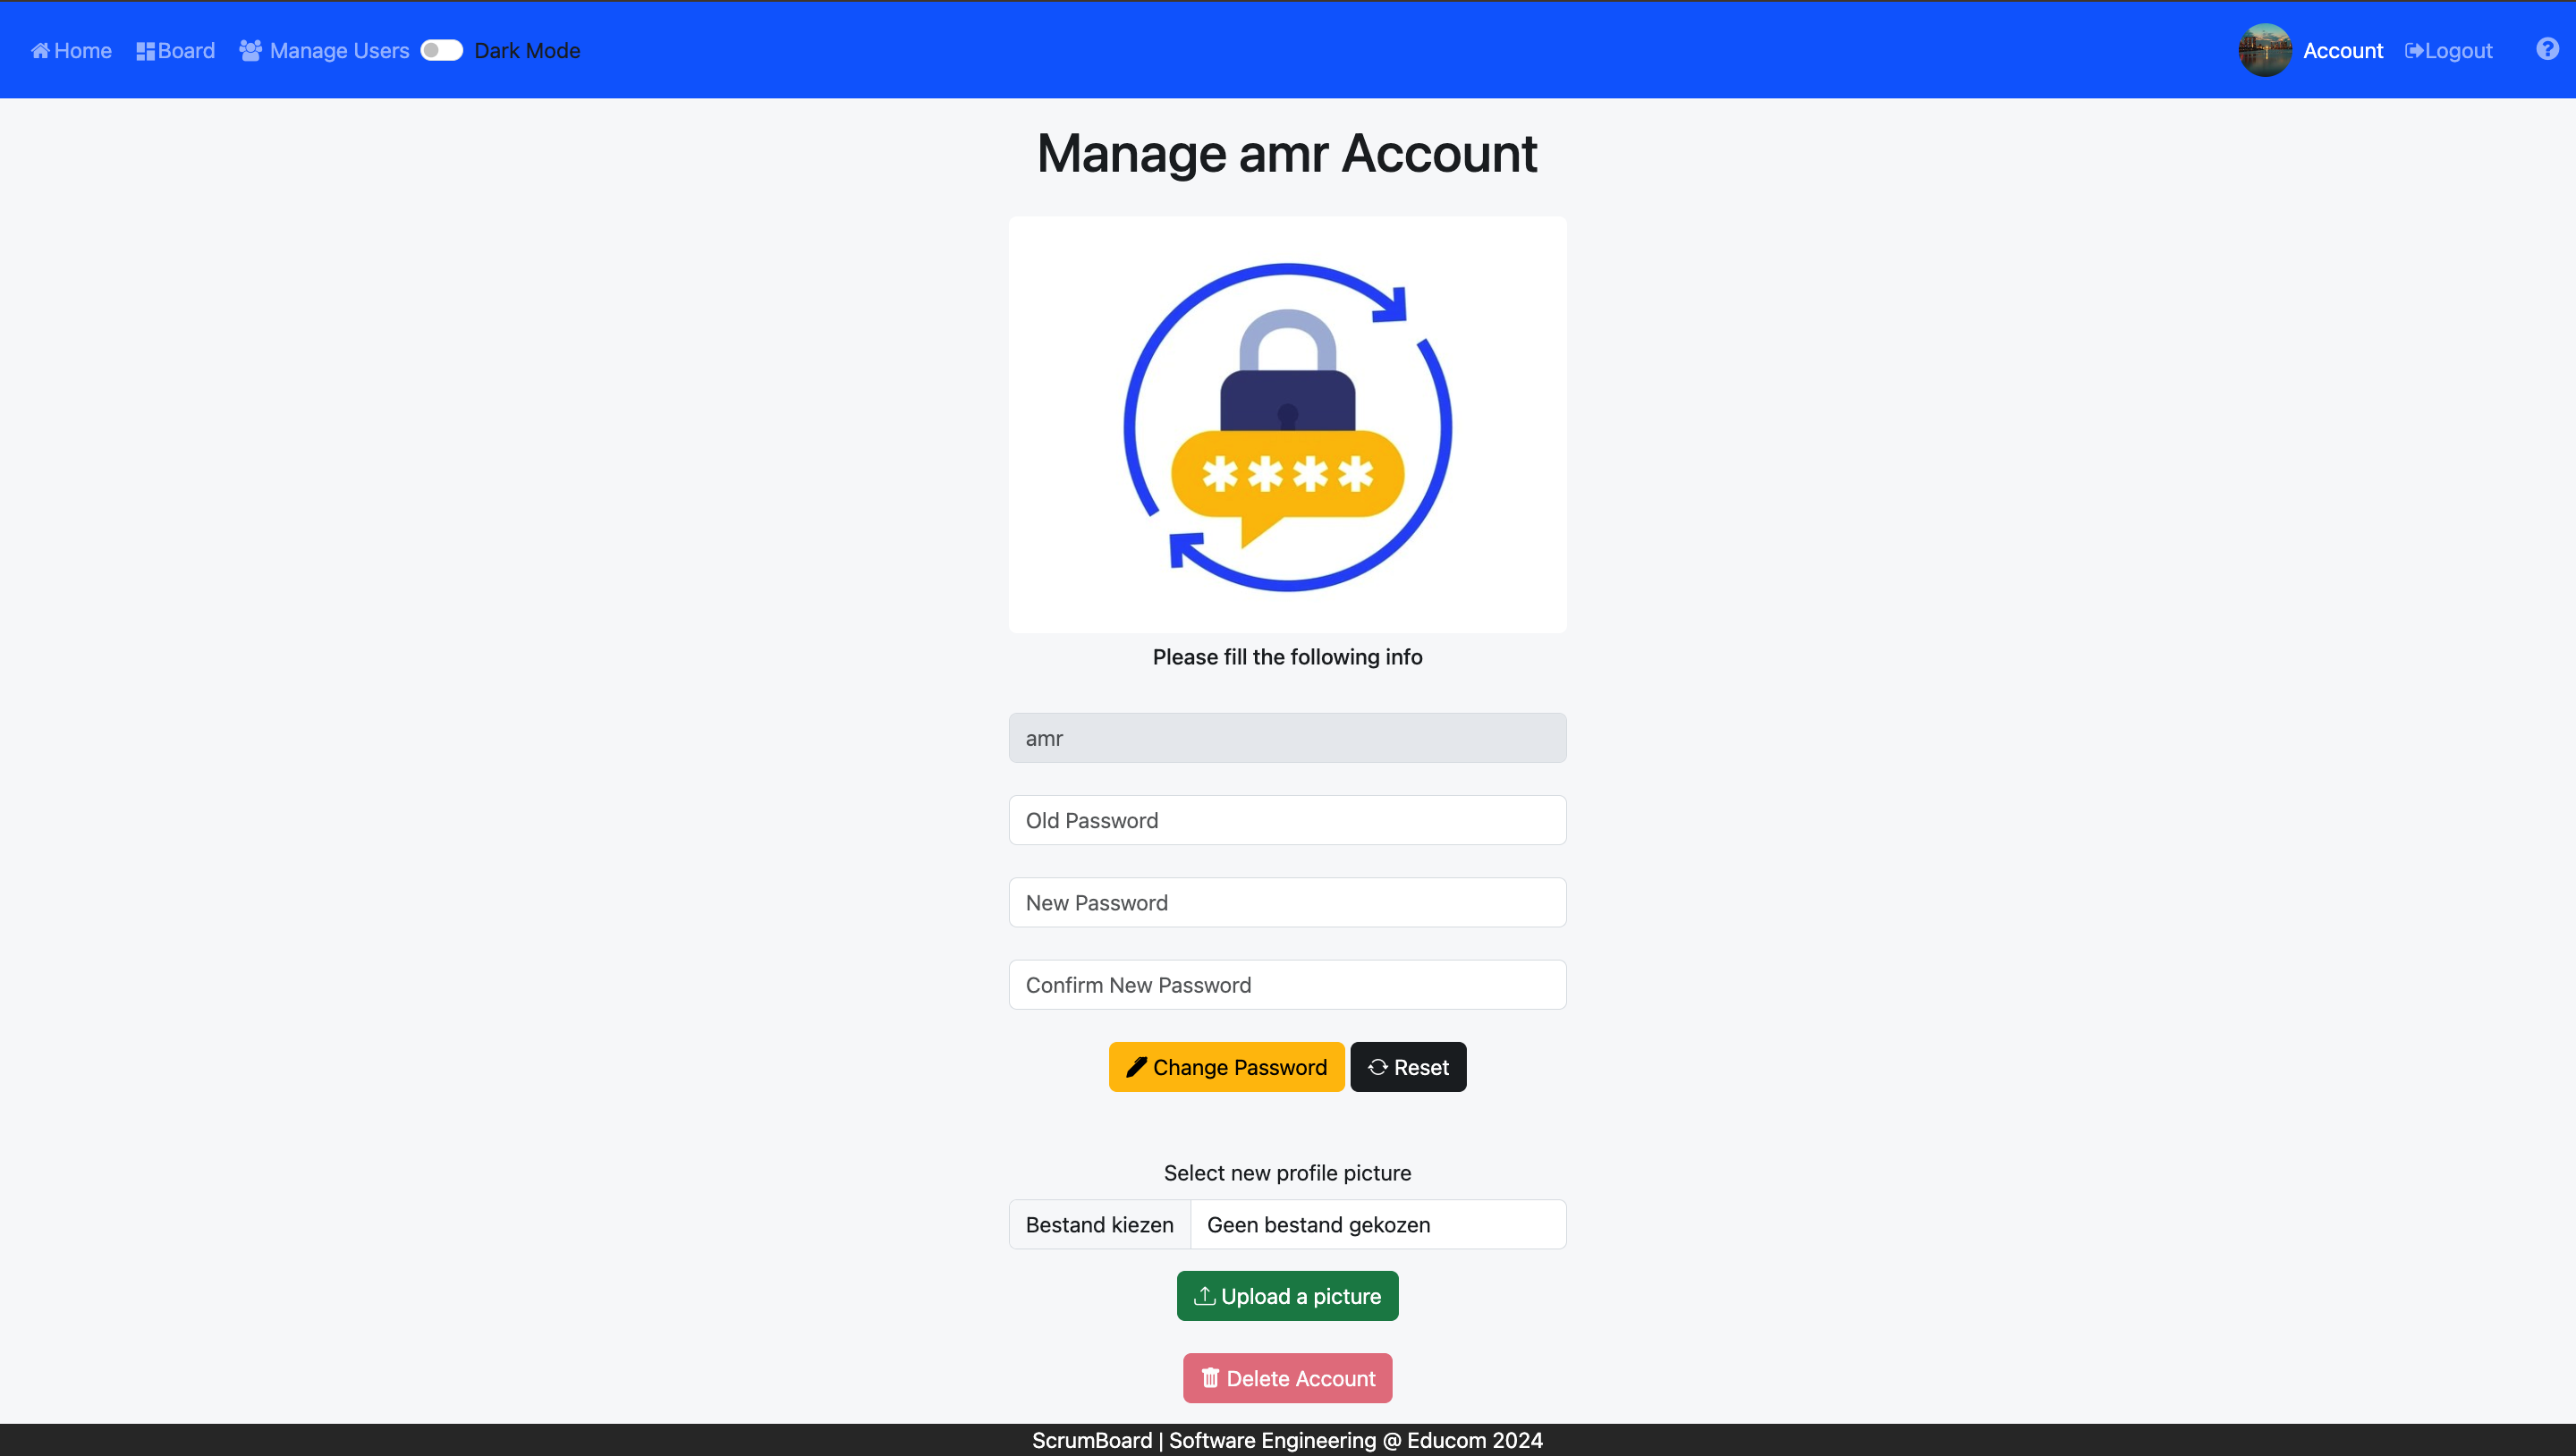 Home Board Manage Users Dark Mode Account Logout
Manage amr Account
****
Please fill the following info
amr
Old Password
New Password
Confirm New Password
Change Password Reset
Select new profile picture
Bestand kiezen Geen bestand gekozen
Upload a picture
Delete Account
ScrumBoard | Software Engineering @ Educom 2024